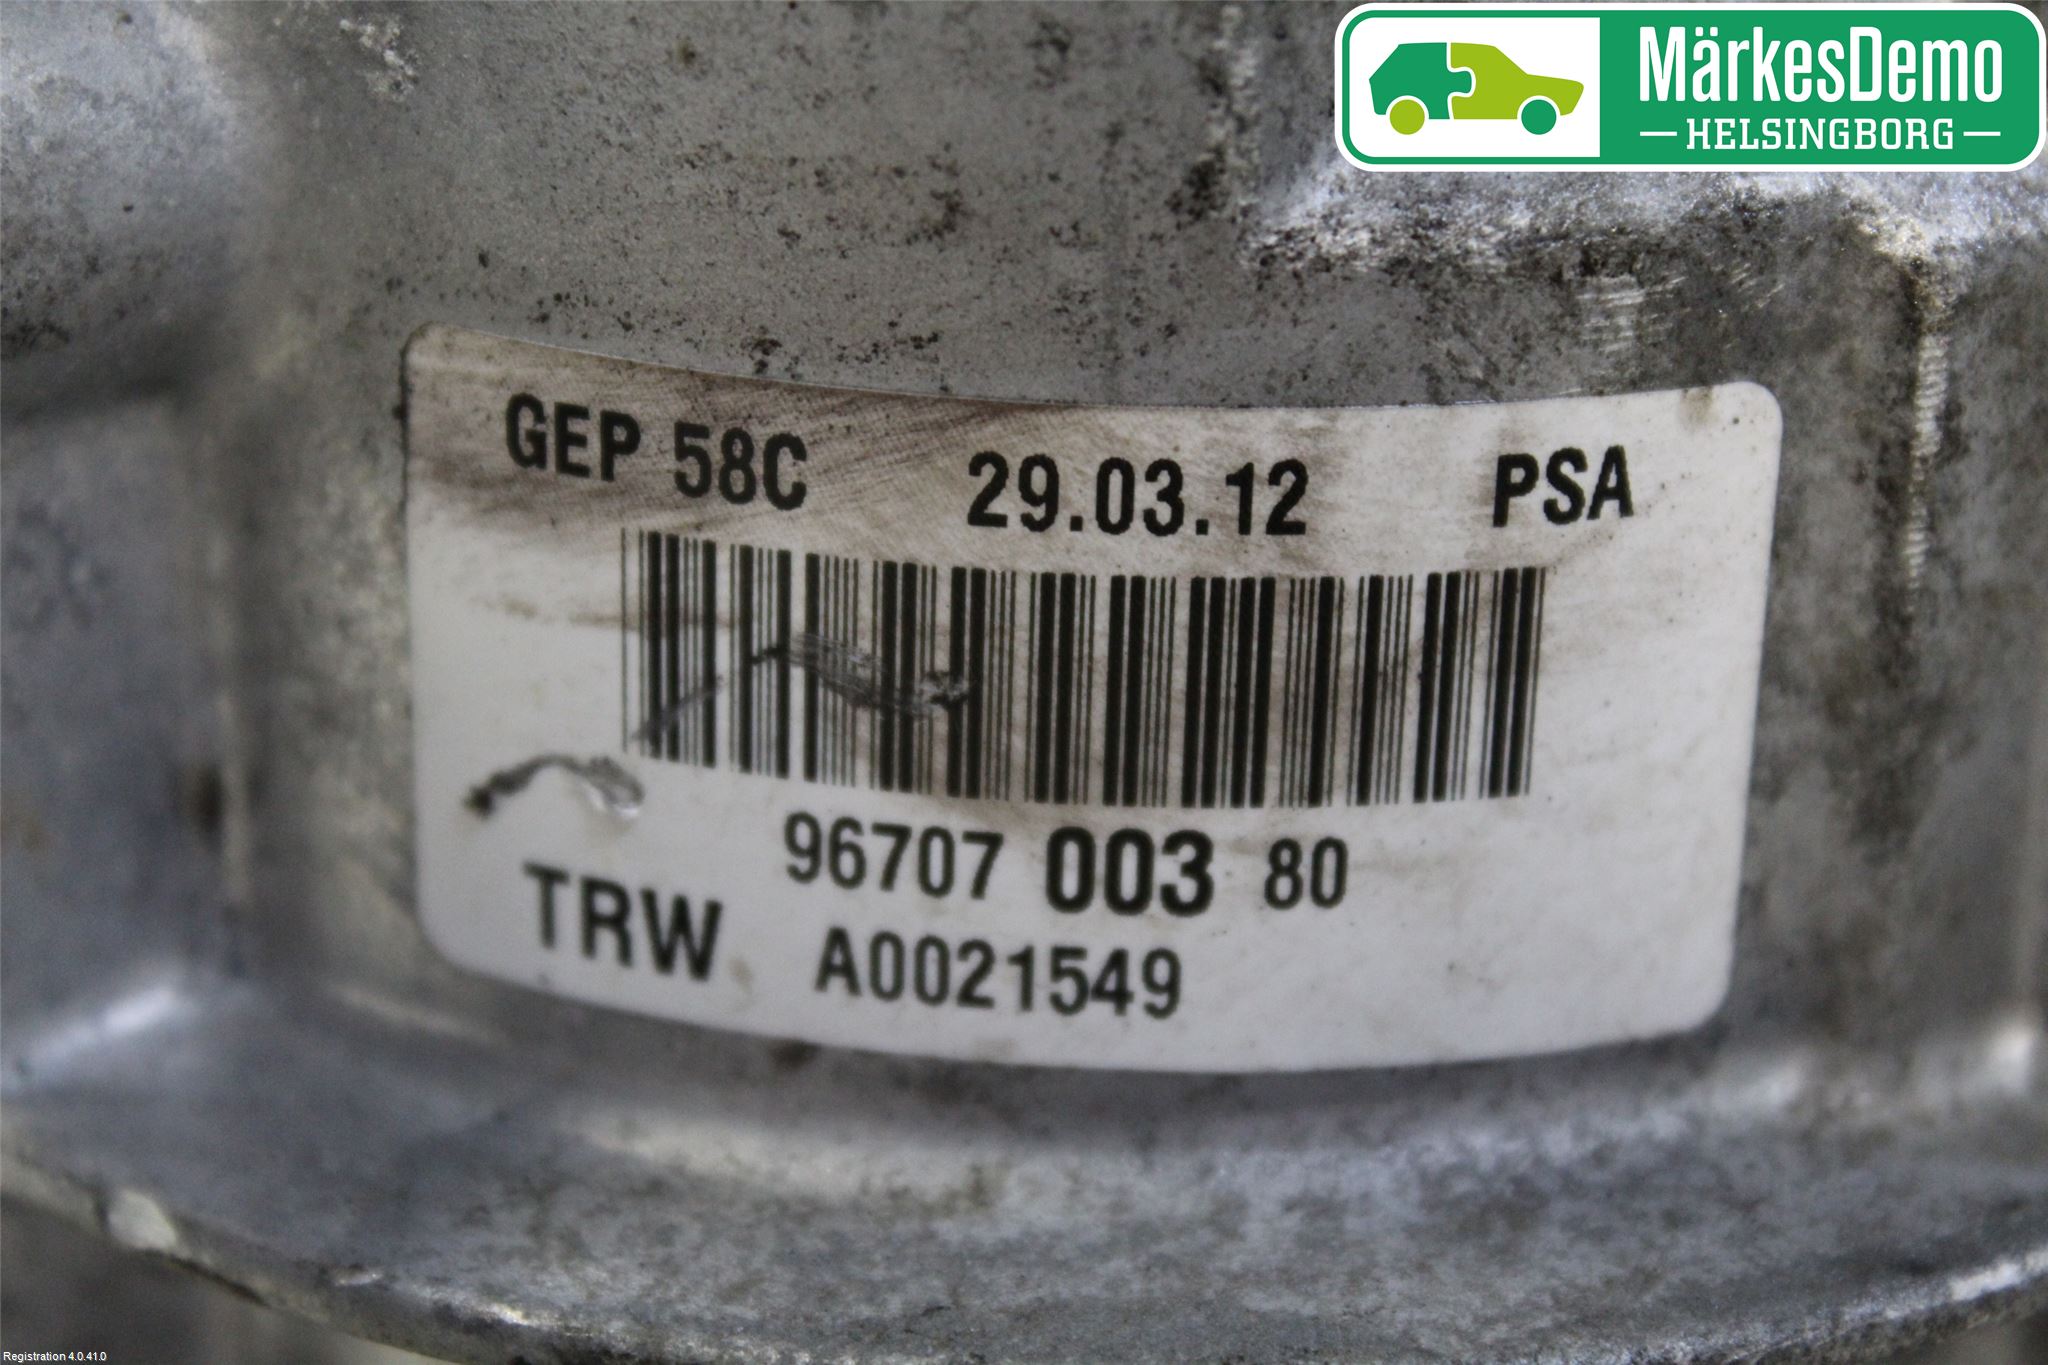 MärkesDemo
HELSINGBORG
GEP 58C 29.03.12 PSA
96707 003 80
TRW A0021549
Registration 4.0.41.0